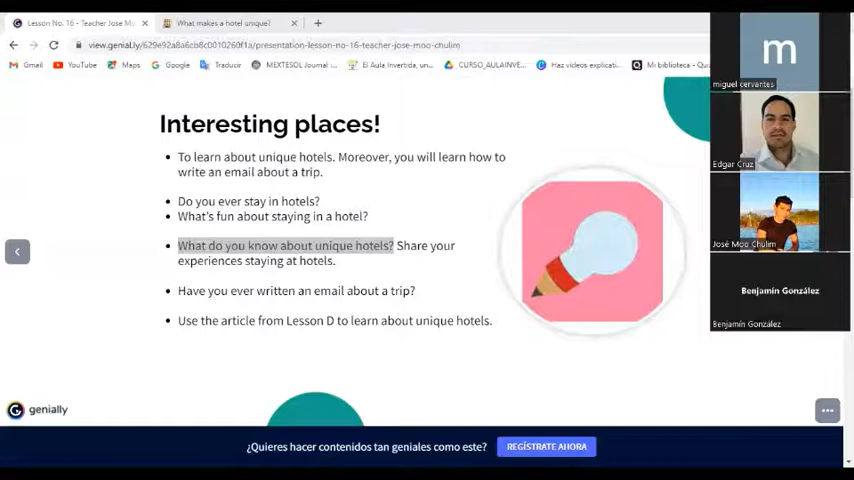 Lesson No. 16 - Teacher Jose Mo
What makes a hotel unique?
view.genial.ly/629e92a8a6cb8c0010260f1a/presentation-lesson-no-16-teacher-jose-moo-chulim
Gmail
YouTube
Maps
Google
Traducir
MEXTESOL Journal ...
El Aula Invertida, un...
CURSO_AULAINVE...
Haz videos explicati...
Mi biblioteca - Qu
Interesting places!
To learn about unique hotels. Moreover, you will learn how to
write an email about a trip.
Do you ever stay in hotels?
What's fun about staying in a hotel?
What do you know about unique hotels? Share your
experiences staying at hotels.
Have you ever written an email about a trip?
Use the article from Lesson D to learn about unique hotels.
genially
¿Quieres hacer contenidos tan geniales como este?
REGÍSTRATE AHORA
m
miguel cervantes
Edgar Cruz
José Moo Chulim
Benjamín González
Benjamín González